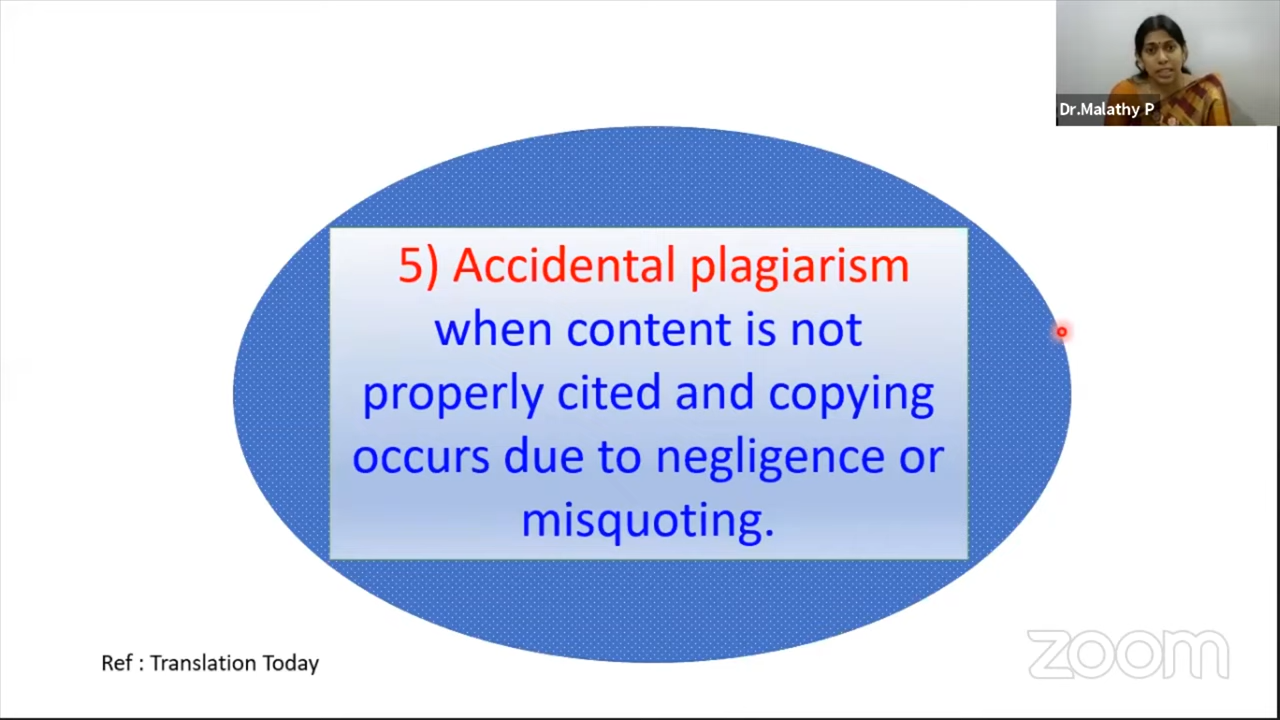 Dr.Malathy P
5) Accidental plagiarism
when content is not
properly cited and copying
occurs due to negligence or
misquoting.
Ref : Translation Today
zoom